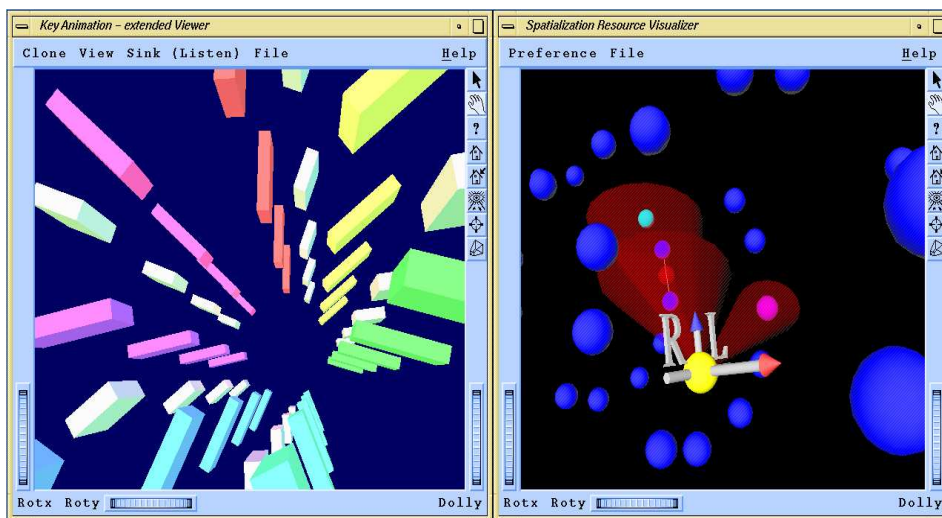 Key Animation – extended Viewer
Clone View Sink (Listen) File Help
?
R L
Rotx Roty Dolly
Spatialization Resource Visualizer
Preference File Help
?
Rotx Roty Dolly